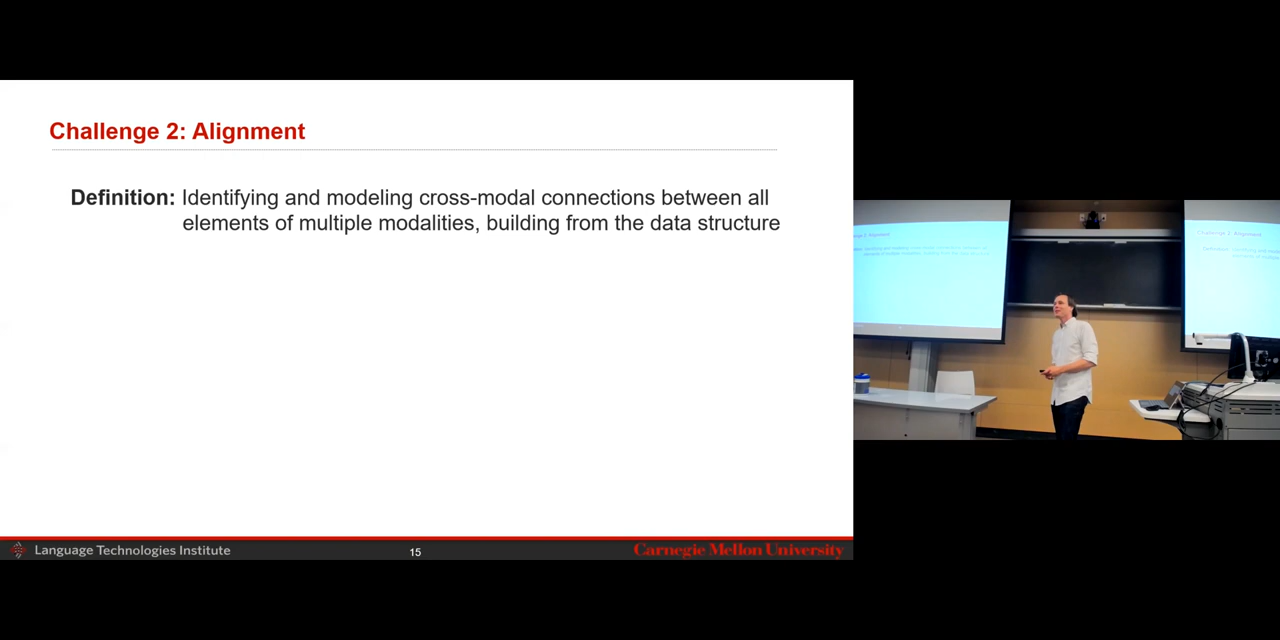 Challenge 2: Alignment
Definition: Identifying and modeling cross-modal connections between all
elements of multiple modalities, building from the data structure
Language Technologies Institute
15
Carnegie Mellon University